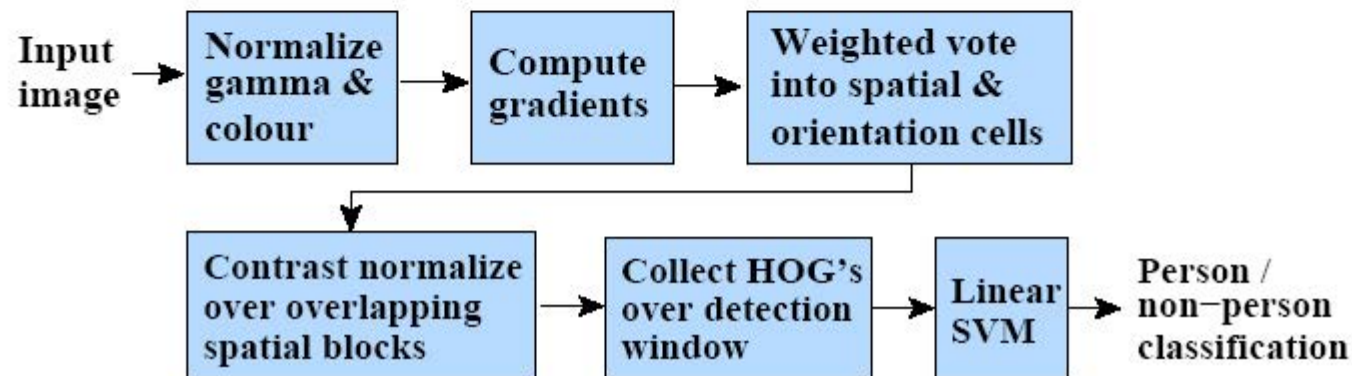 Input
image
Normalize
gamma &
colour
Compute
gradients
Weighted vote
into spatial &
orientation cells
Contrast normalize
over overlapping
spatial blocks
Collect HOG's
over detection
window
Linear
SVM
Person /
non−person
classification